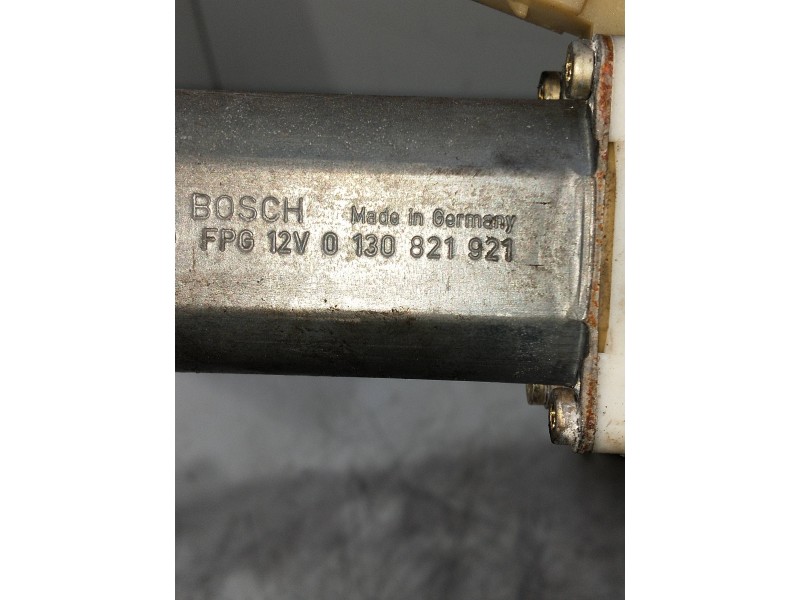 BOSCH Made in Germany
FPG 12V 0 130 821 921